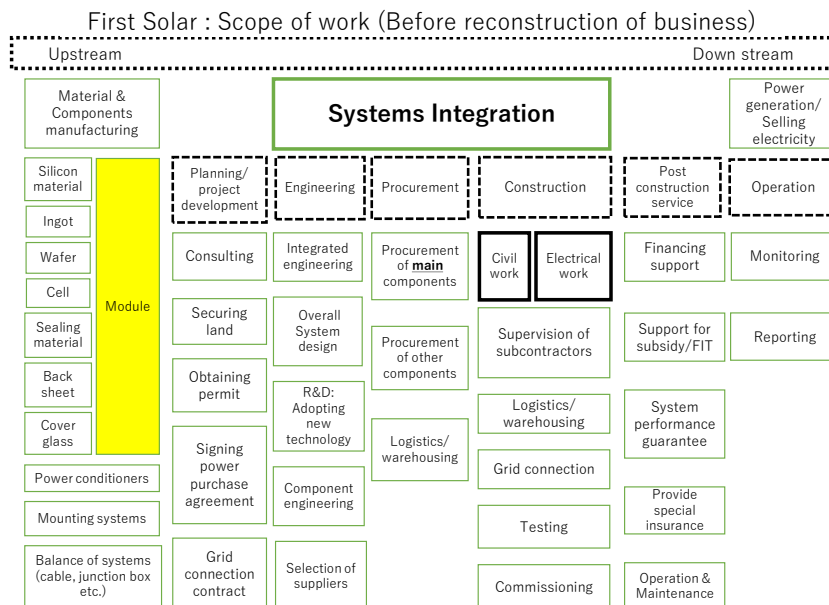 First Solar : Scope of work (Before reconstruction of business)
Upstream
Down stream
Material &
Components
manufacturing
Systems Integration
Power
generation/
Selling
electricity
Silicon
material
Ingot
Wafer
Cell
Sealing
material
Back
sheet
Cover
glass
Module
Power conditioners
Mounting systems
Balance of systems
(cable, junction box
etc.)
Planning/
project
development
Consulting
Securing
land
Obtaining
permit
Signing
power
purchase
agreement
Grid
connection
contract
Engineering
Integrated
engineering
Overall
System
design
R&D:
Adopting
new
technology
Component
engineering
Selection of
suppliers
Procurement
Procurement
of main
components
Procurement
of other
components
Logistics/
warehousing
Construction
Civil
work
Electrical
work
Supervision of
subcontractors
Logistics/
warehousing
Grid connection
Testing
Commissioning
Post
construction
service
Financing
support
Support for
subsidy/FIT
System
performance
guarantee
Provide
special
insurance
Operation &
Maintenance
Operation
Monitoring
Reporting